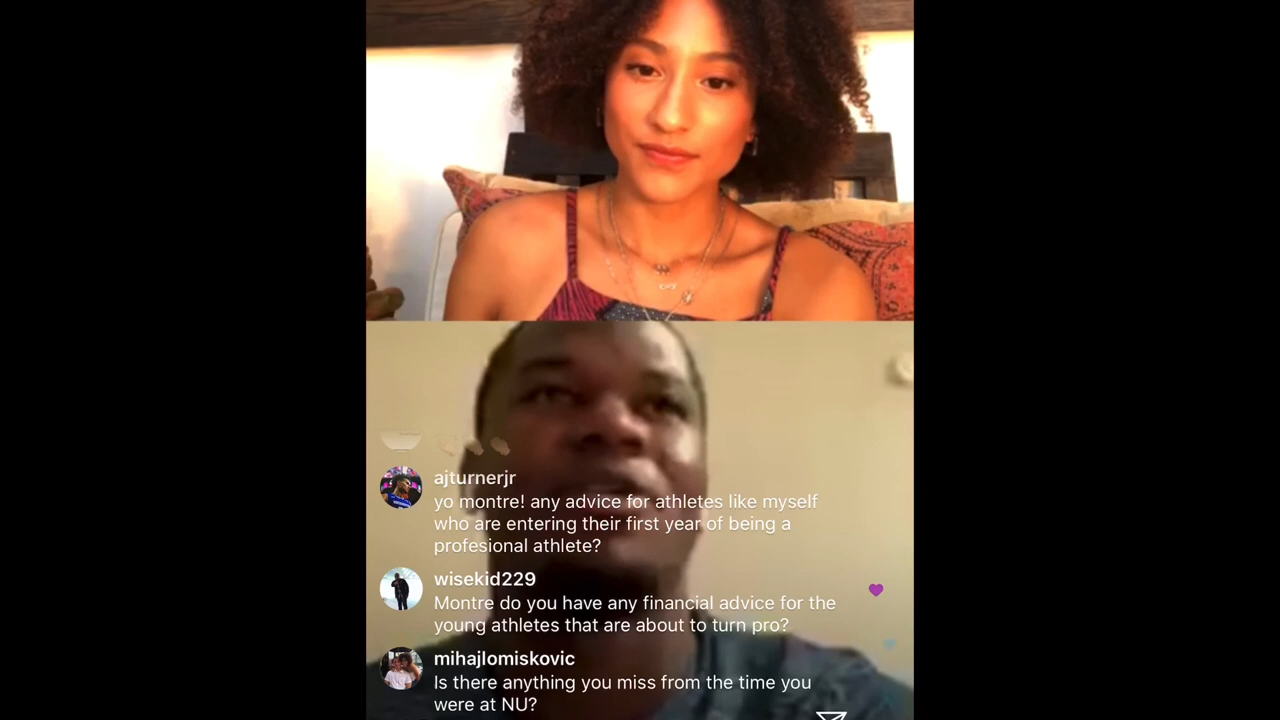 ajturnerjr
yo montre! any advice for athletes like myself
who are entering their first year of being a
profesional athlete?
wisekid229
Montre do you have any financial advice for the
young athletes that are about to turn pro?
mihajlomiskovic
Is there anything you miss from the time you
were at NU?